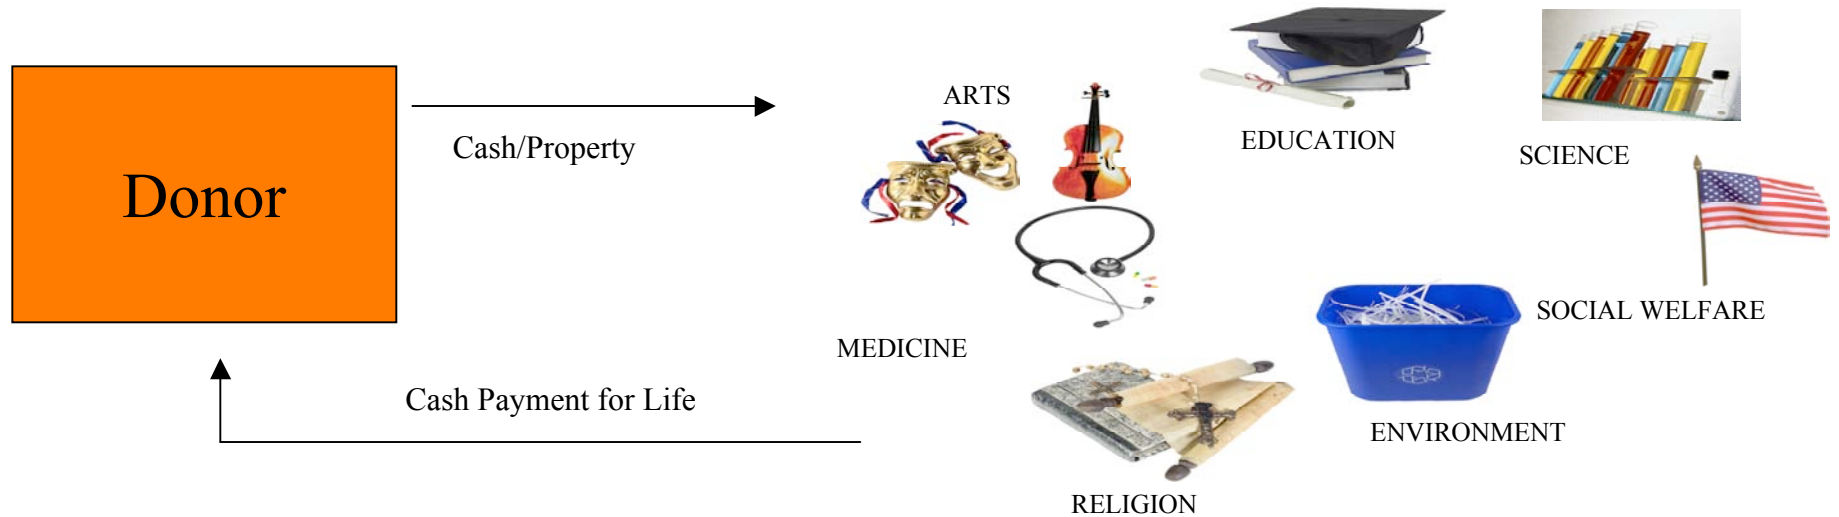 Donor
Cash/Property
Cash Payment for Life
ARTS
EDUCATION
SCIENCE
SOCIAL WELFARE
MEDICINE
ENVIRONMENT
RELIGION